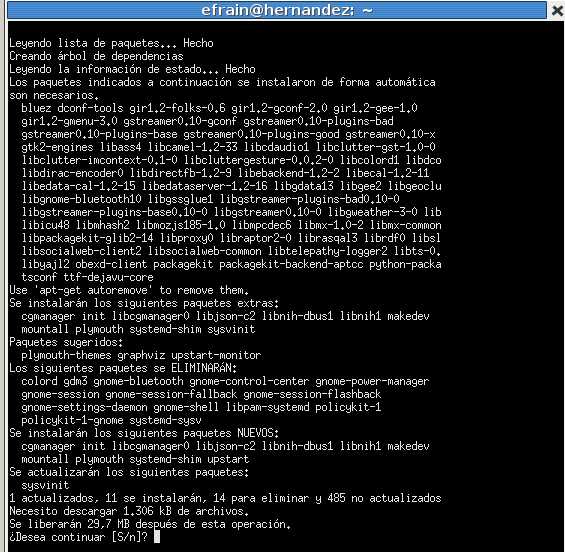 efrain@hernandez: ~
Leyendo lista de paquetes... Hecho
Creando árbol de dependencias
Leyendo la información de estado... Hecho
Los paquetes indicados a continuación se instalaron de forma automática
son necesarios.
bluez dconf-tools gir1.2-folks-0.6 gir1.2-gconf-2.0 gir1.2-gee-1.0
gir1.2-gmenu-3.0 gstreamer0.10-gconf gstreamer0.10-plugins-bad
gstreamer0.10-plugins-base gstreamer0.10-plugins-good gstreamer0.10-x
gtk2-engines libass4 libcamel-1.2-33 libcdaudio1 libclutter-gst-1.0-0
libclutter-imcontext-0.1-0 libcluttergesture-0.0.2-0 libcolord1 libdco
libdirac-encoder0 libdirectfb-1.2-9 libebackend-1.2-2 libecal-1.2-11
libedata-cal-1.2-15 libedataserver-1.2-16 libgdata13 libgee2 libgeoclu
libgnome-bluetooth10 libgssglue1 libgstreamer-plugins-bad0.10-0
libgstreamer-plugins-base0.10-0 libgstreamer0.10-0 libgweather-3-0 lib
libicu48 libmhash2 libmozjs185-1.0 libmpcdec6 libmx-1.0-2 libmx-common
libpackagekit-glib2-14 libproxy0 libraptor2-0 librasqal3 librdf0 libsl
libsocialweb-client2 libsocialweb-common libtelepathy-logger2 libts-0.
libyajl2 obexd-client packagekit packagekit-backend-aptcc python-packa
tsconf ttf-dejavu-core
Use 'apt-get autoremove' to remove them.
Se instalarán los siguientes paquetes extras:
cgmanager init libcgmanager0 libjson-c2 libnih-dbus1 libnih1 makedev
mountall plymouth systemd-shim sysvinit
Paquetes sugeridos:
plymouth-themes graphviz upstart-monitor
Los siguientes paquetes se ELIMINARÁN:
colord gdm3 gnome-bluetooth gnome-control-center gnome-power-manager
gnome-session gnome-session-fallback gnome-session-flashback
gnome-settings-daemon gnome-shell libpam-systemd policykit-1
policykit-1-gnome systemd-sysv
Se instalarán los siguientes paquetes NUEVOS:
cgmanager init libcgmanager0 libjson-c2 libnih-dbus1 libnih1 makedev
mountall plymouth systemd-shim upstart
Se actualizarán los siguientes paquetes:
sysvinit
1 actualizados, 11 se instalarán, 14 para eliminar y 485 no actualizados
Necesito descargar 1.306 kB de archivos.
Se liberarán 29,7 MB después de esta operación.
¿Desea continuar [S/n]?